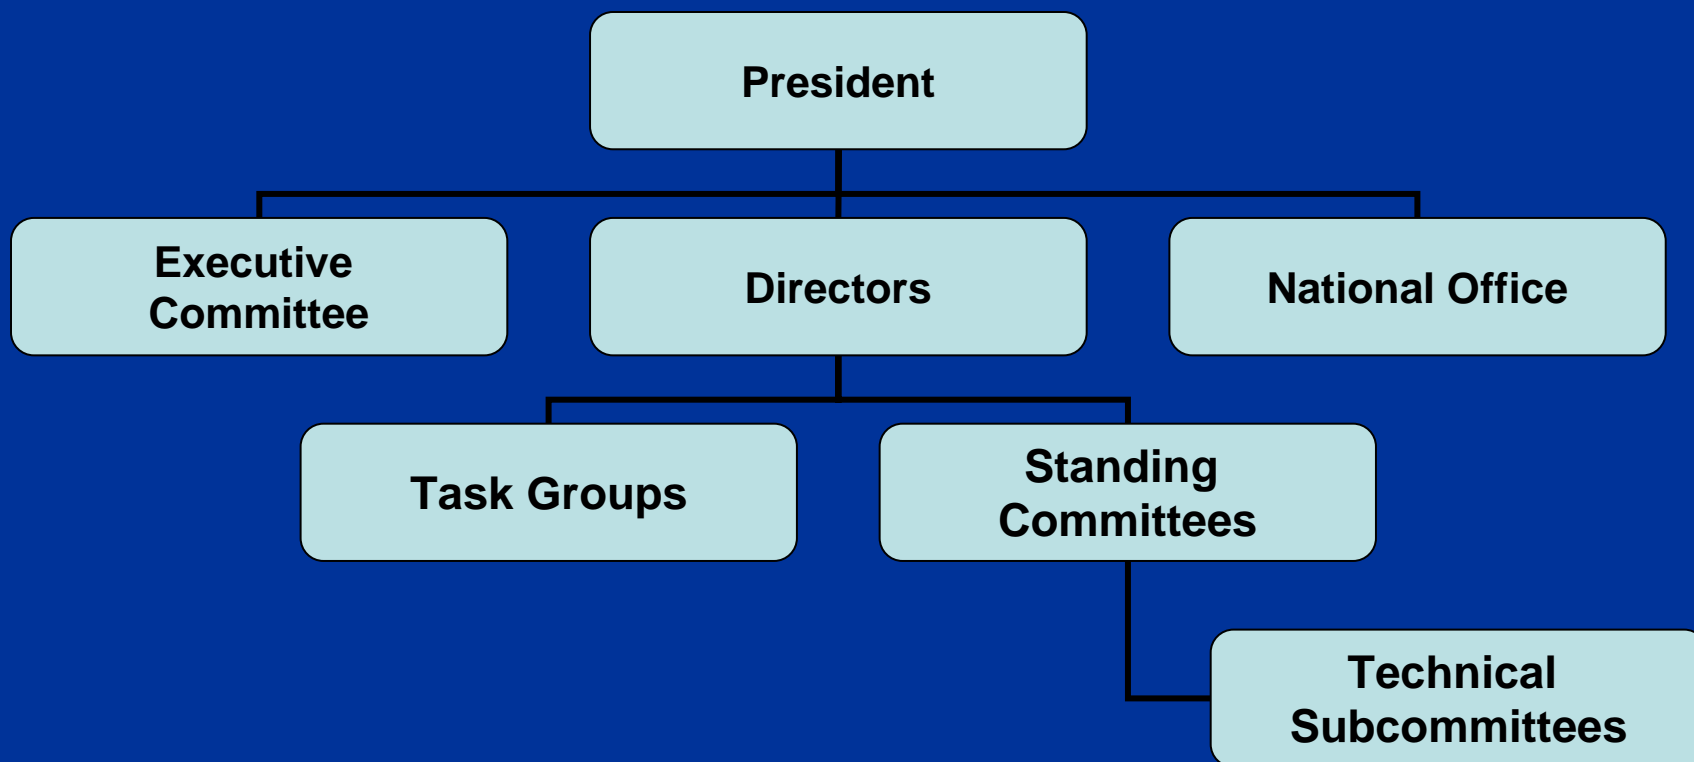 President
Executive
Committee
Directors
National Office
Task Groups
Standing
Committees
Technical
Subcommittees